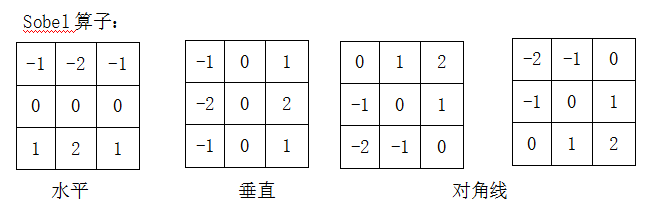 Sobel算子：
-1 -2 -1 -1 0 1 0 1 2 -2 -1 0
0 0 0 -2 0 2 -1 0 1 -1 0 1
1 2 1 -1 0 1 -2 -1 0 0 1 2
水平 垂直 对角线